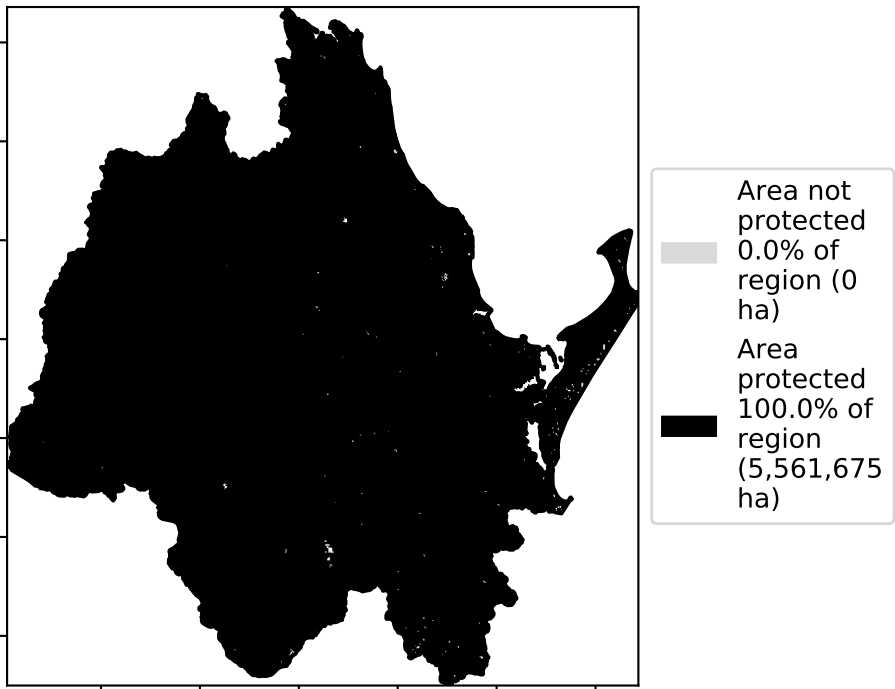 Area not
protected
0.0% of
region (0
ha)
Area
protected
100.0% of
region
(5,561,675
ha)